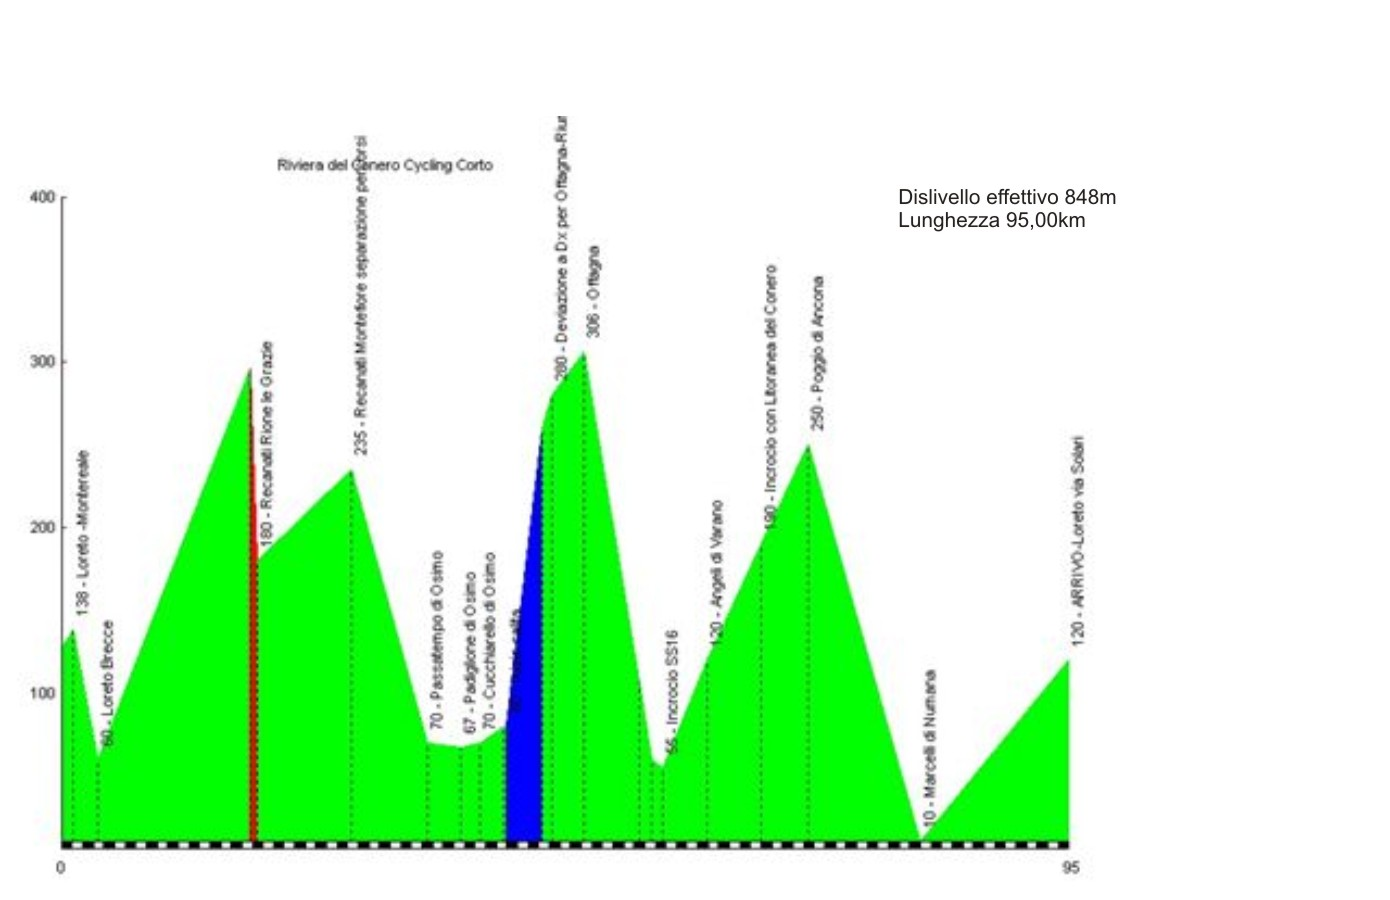 Riviera del Conero Cycling Corto
Dislivello effettivo 848m
Lunghezza 95,00km
400
300
200
100
138 - Loreto -Montereale
60 - Loreto Brecce
180 - Recanati Rione le Grazie
235 - Recanati Montefiore separazione percorsi
70 - Passatempo di Osimo
67 - Padiglione di Osimo
70 - Cucchiarello di Osimo
280 - Deviazione a Dx per Offagna-Riun
306 - Offagna
55 - Incrocio SS16
120 - Angeli di Varano
190 - Incrocio con Litoranea del Conero
250 - Poggio di Ancona
10 - Marcelli di Numana
120 - ARRIVO-Loreto via Solari
0
95